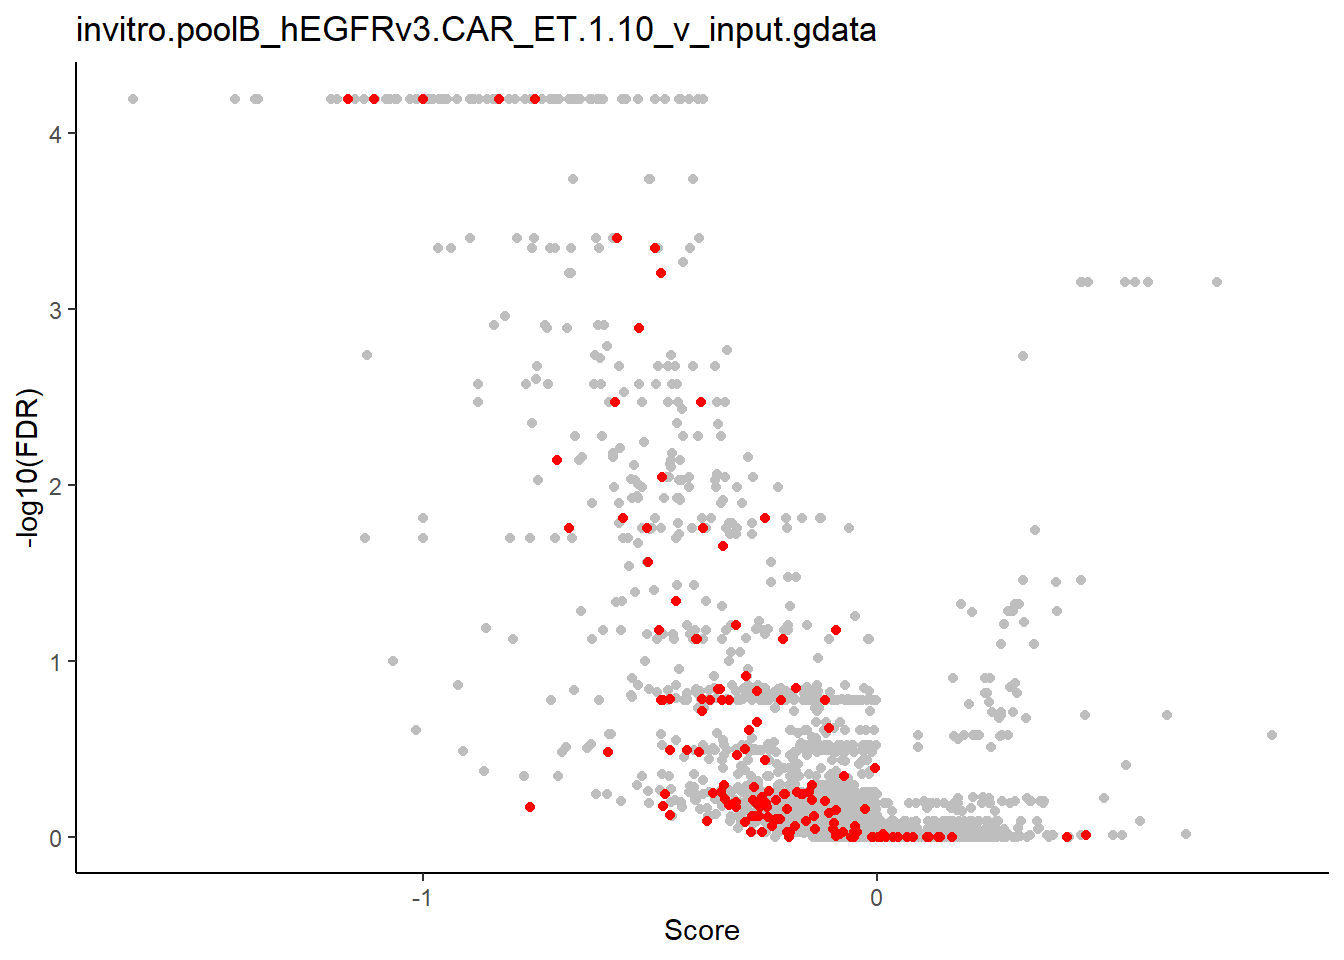 invitro.poolB_hEGFRv3.CAR_ET.1.10_v_input.gdata
4
3
2
1
0
-log10(FDR)
-1
0
Score